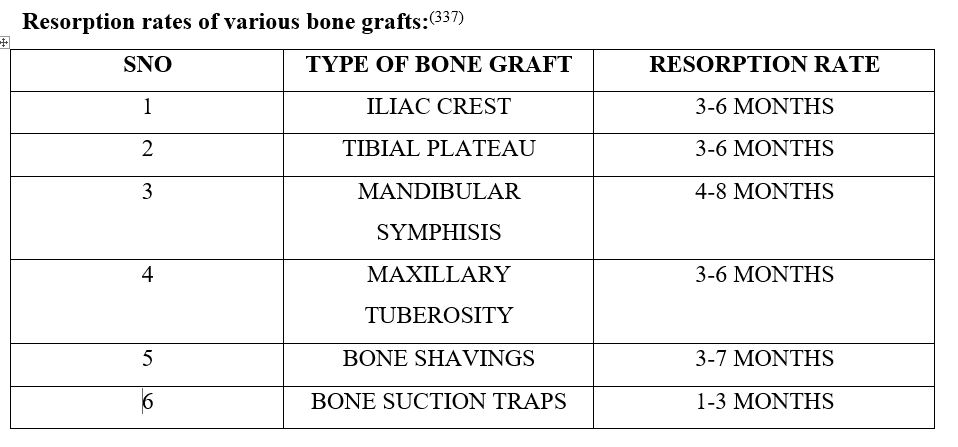 Resorption rates of various bone grafts:(337)
SNO TYPE OF BONE GRAFT RESORPTION RATE
1 ILIAC CREST 3-6 MONTHS
2 TIBIAL PLATEAU 3-6 MONTHS
3 MANDIBULAR 4-8 MONTHS
SYMPHISIS
4 MAXILLARY 3-6 MONTHS
TUBEROSITY
5 BONE SHAVINGS 3-7 MONTHS
6 BONE SUCTION TRAPS 1-3 MONTHS